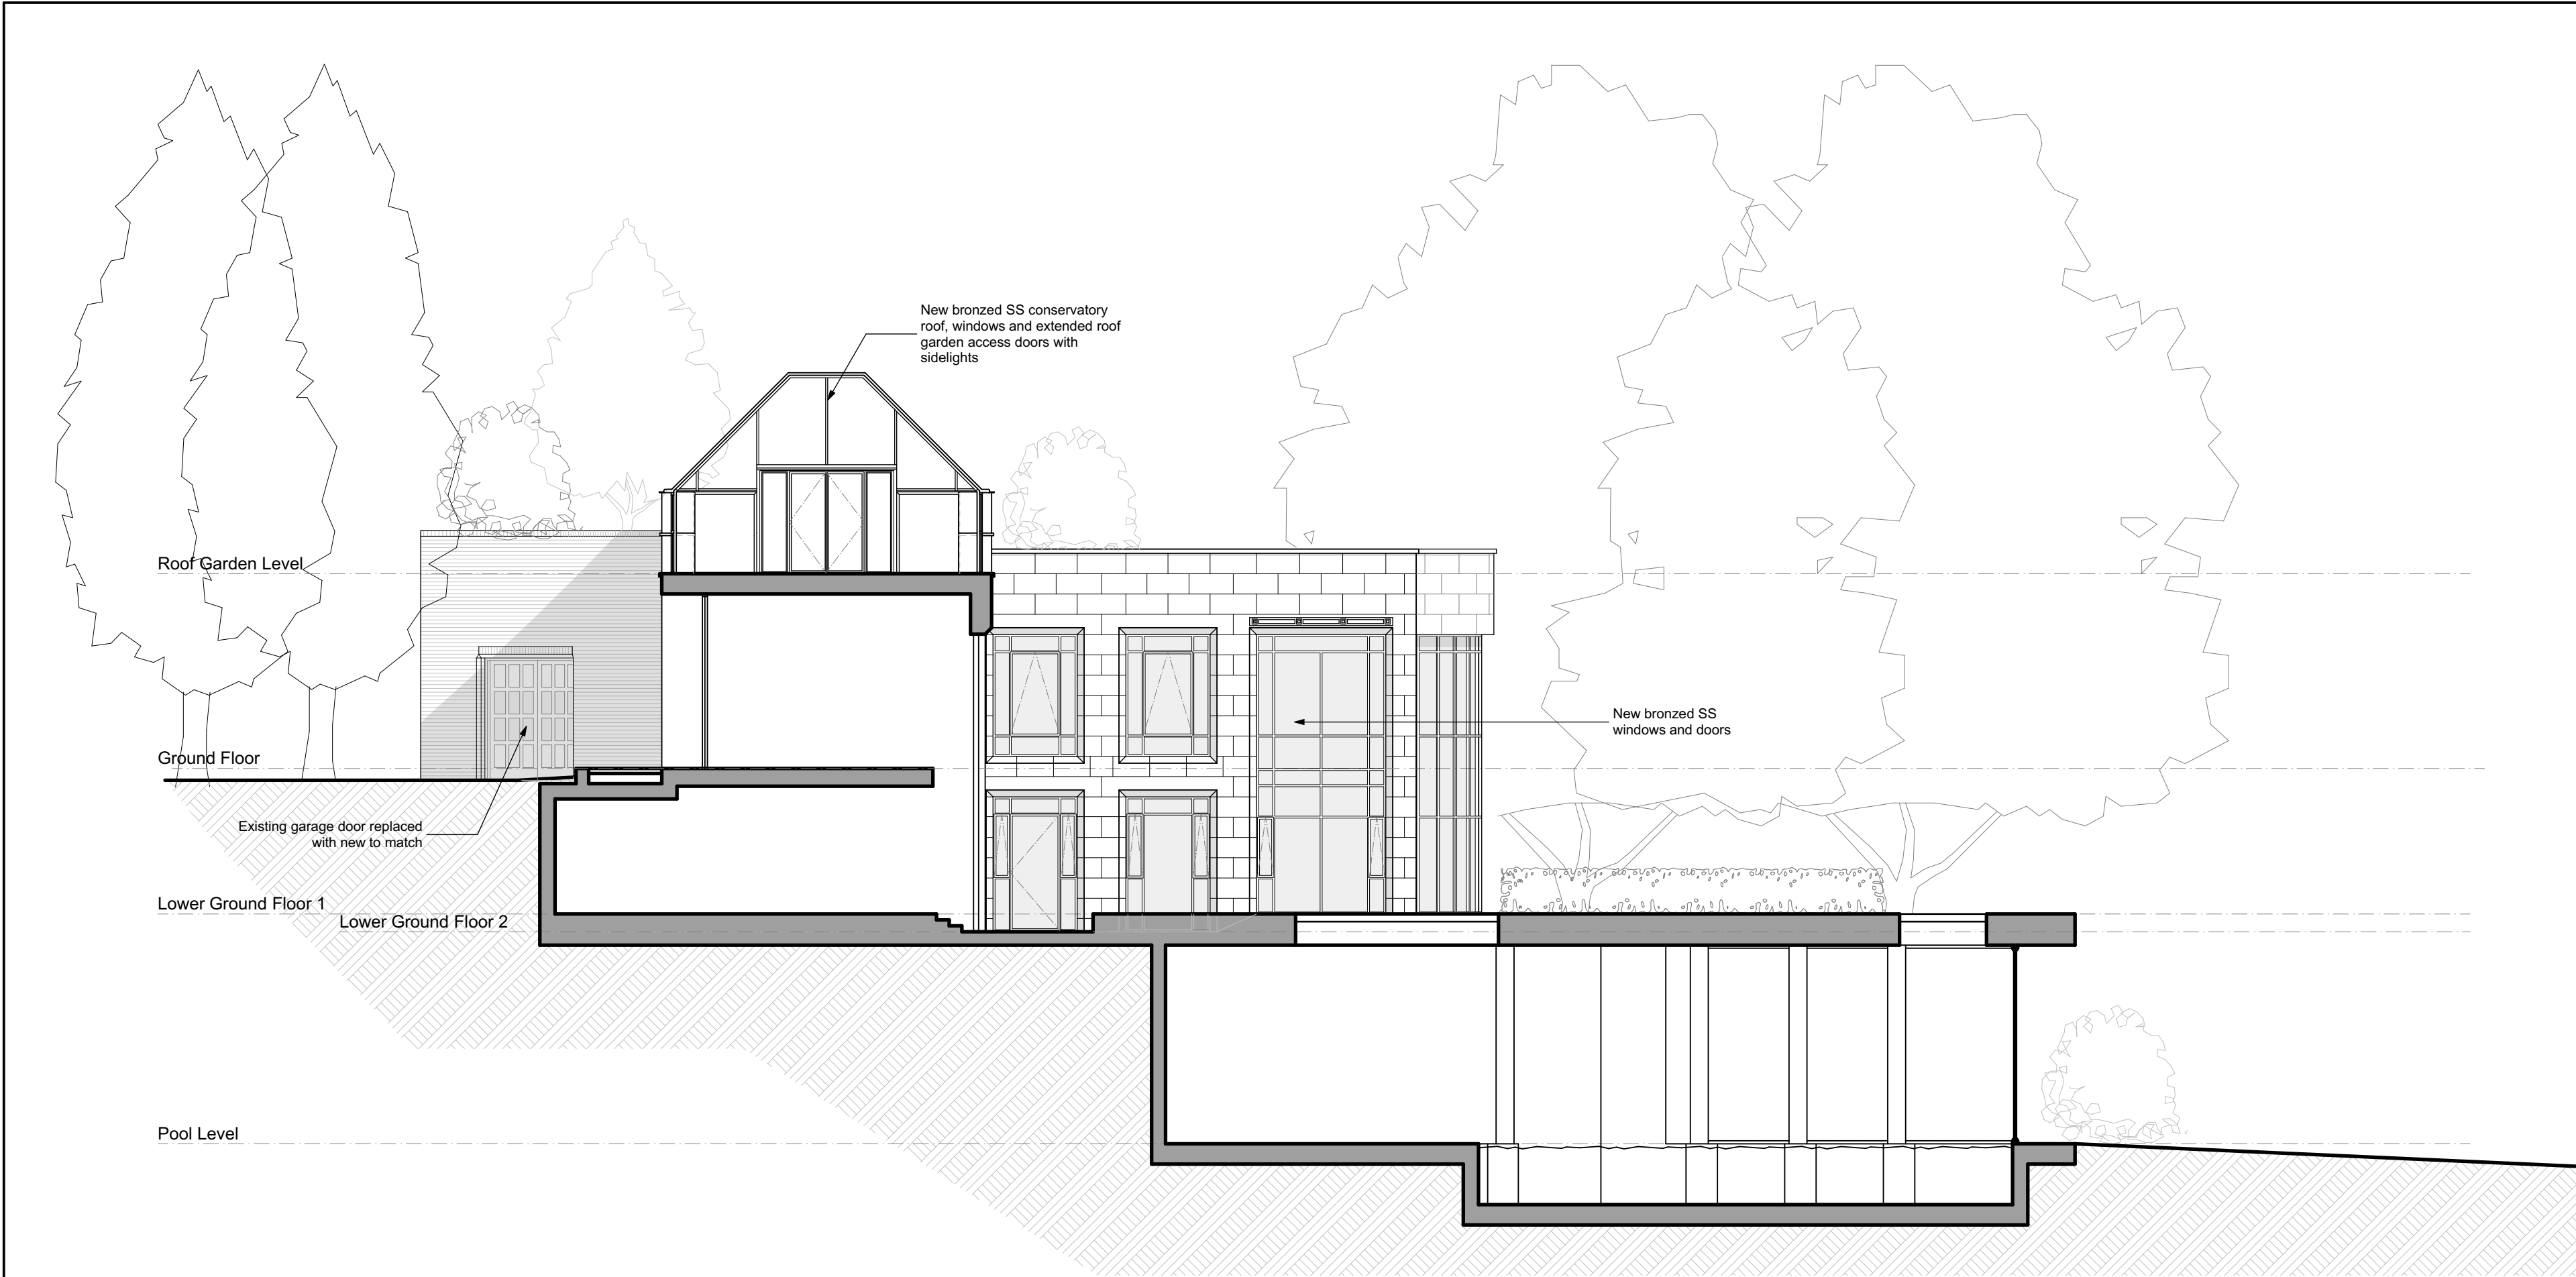 New bronzed SS conservatory
roof, windows and extended roof
garden access doors with
sidelights
Roof Garden Level
New bronzed SS
windows and doors
Ground Floor
Existing garage door replaced
with new to match
Lower Ground Floor 1
Lower Ground Floor 2
Pool Level